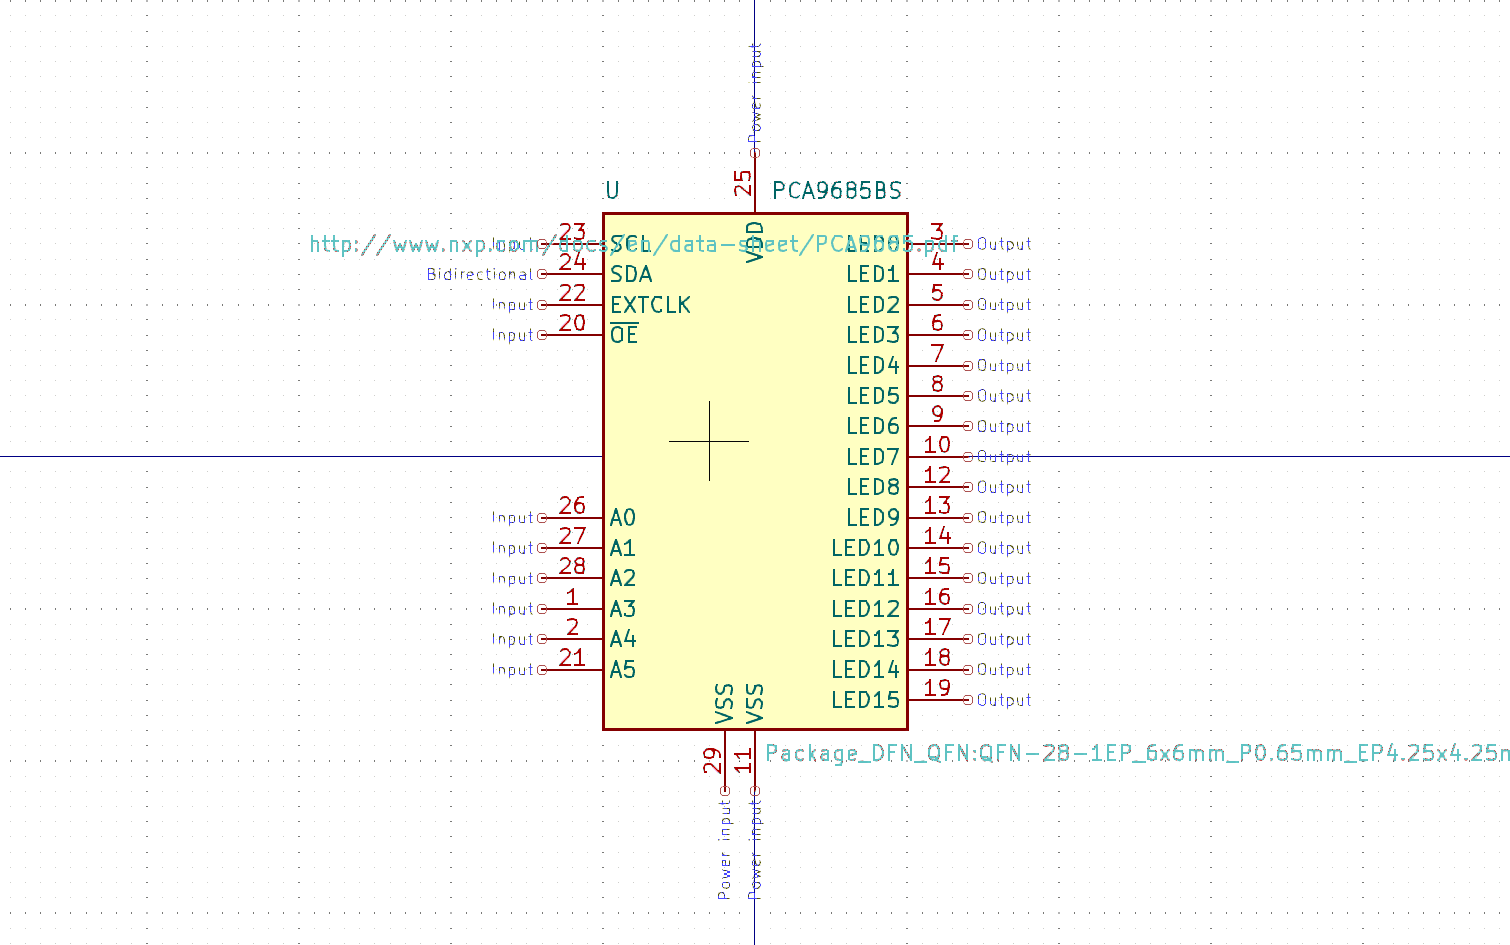 Power input
25
U PCA9685BS
VDD
http://www.nxp.com/docs/en/data-sheet/PCA9685.pdf
Input 23 SCL LED0 3 Output
Bidirectional 24 SDA LED1 4 Output
Input 22 EXTCLK LED2 5 Output
Input 20 OE LED3 6 Output
LED4 7 Output
LED5 8 Output
LED6 9 Output
LED7 10 Output
LED8 12 Output
Input 26 A0 LED9 13 Output
Input 27 A1 LED10 14 Output
Input 28 A2 LED11 15 Output
Input 1 A3 LED12 16 Output
Input 2 A4 LED13 17 Output
Input 21 A5 LED14 18 Output
LED15 19 Output
VSS VSS
29 11
Package_DFN_QFN:QFN-28-1EP_6x6mm_P0.65mm_EP4.25x4.25m
Power input Power input